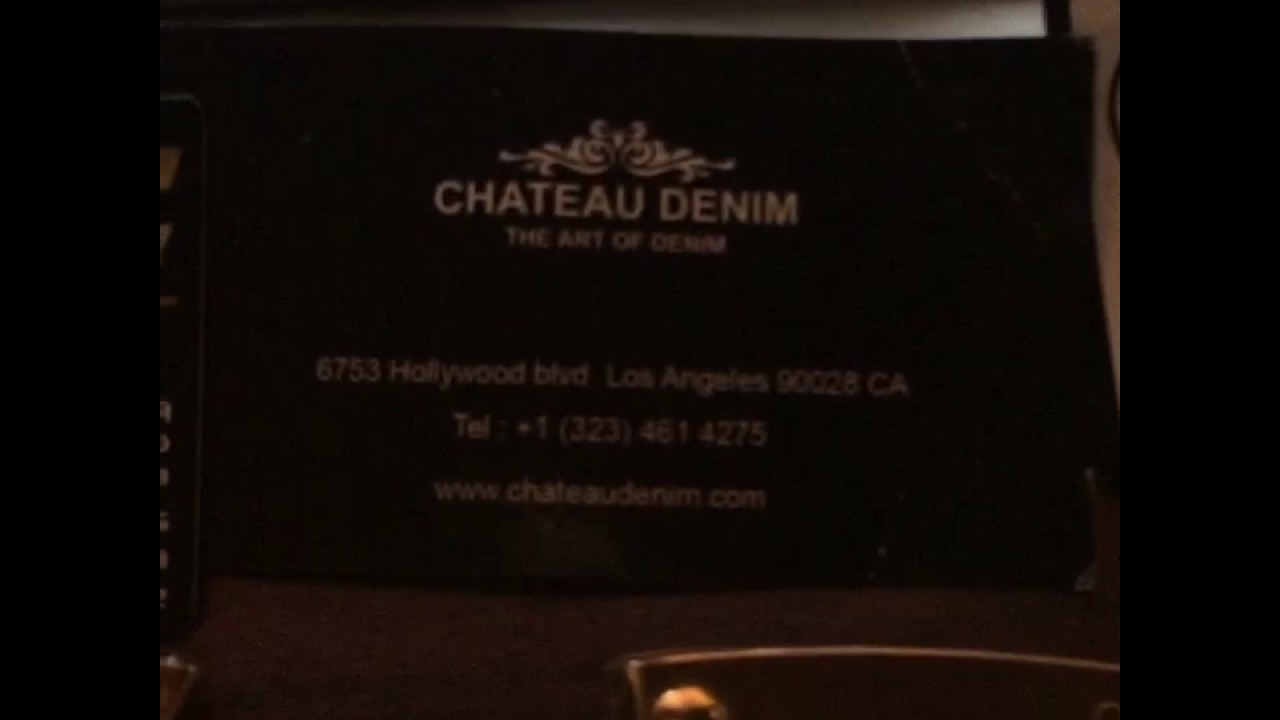 CHATEAU DENIM
THE ART OF DENIM
6753 Hollywood blvd Los Angeles 90028 CA
Tel : +1 (323) 461 4275
www.chateaudenim.com